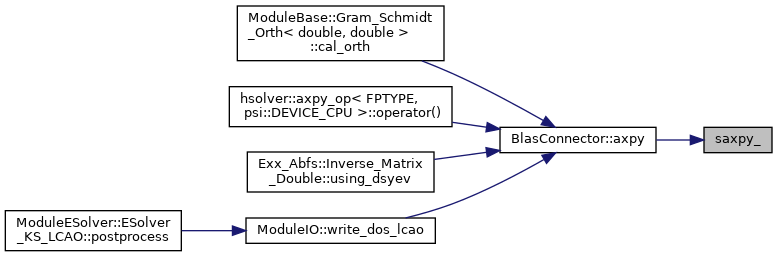 ModuleBase::Gram_Schmidt
_Orth< double, double >
::cal_orth
hsolver::axpy_op< FPTYPE,
psi::DEVICE_CPU >::operator()
BlasConnector::axpy
saxpy_
Exx_Abfs::Inverse_Matrix
_Double::using_dsyev
ModuleESolver::ESolver
_KS_LCAO::postprocess
ModuleIO::write_dos_lcao